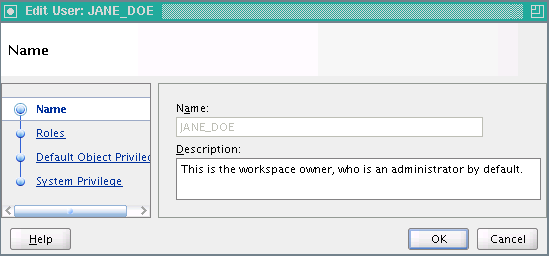 Edit User: JANE_DOE
Name
Name
Roles
Default Object Privileg
System Privilege
Name:
JANE_DOE
Description:
This is the workspace owner, who is an administrator by default.
Help
OK
Cancel